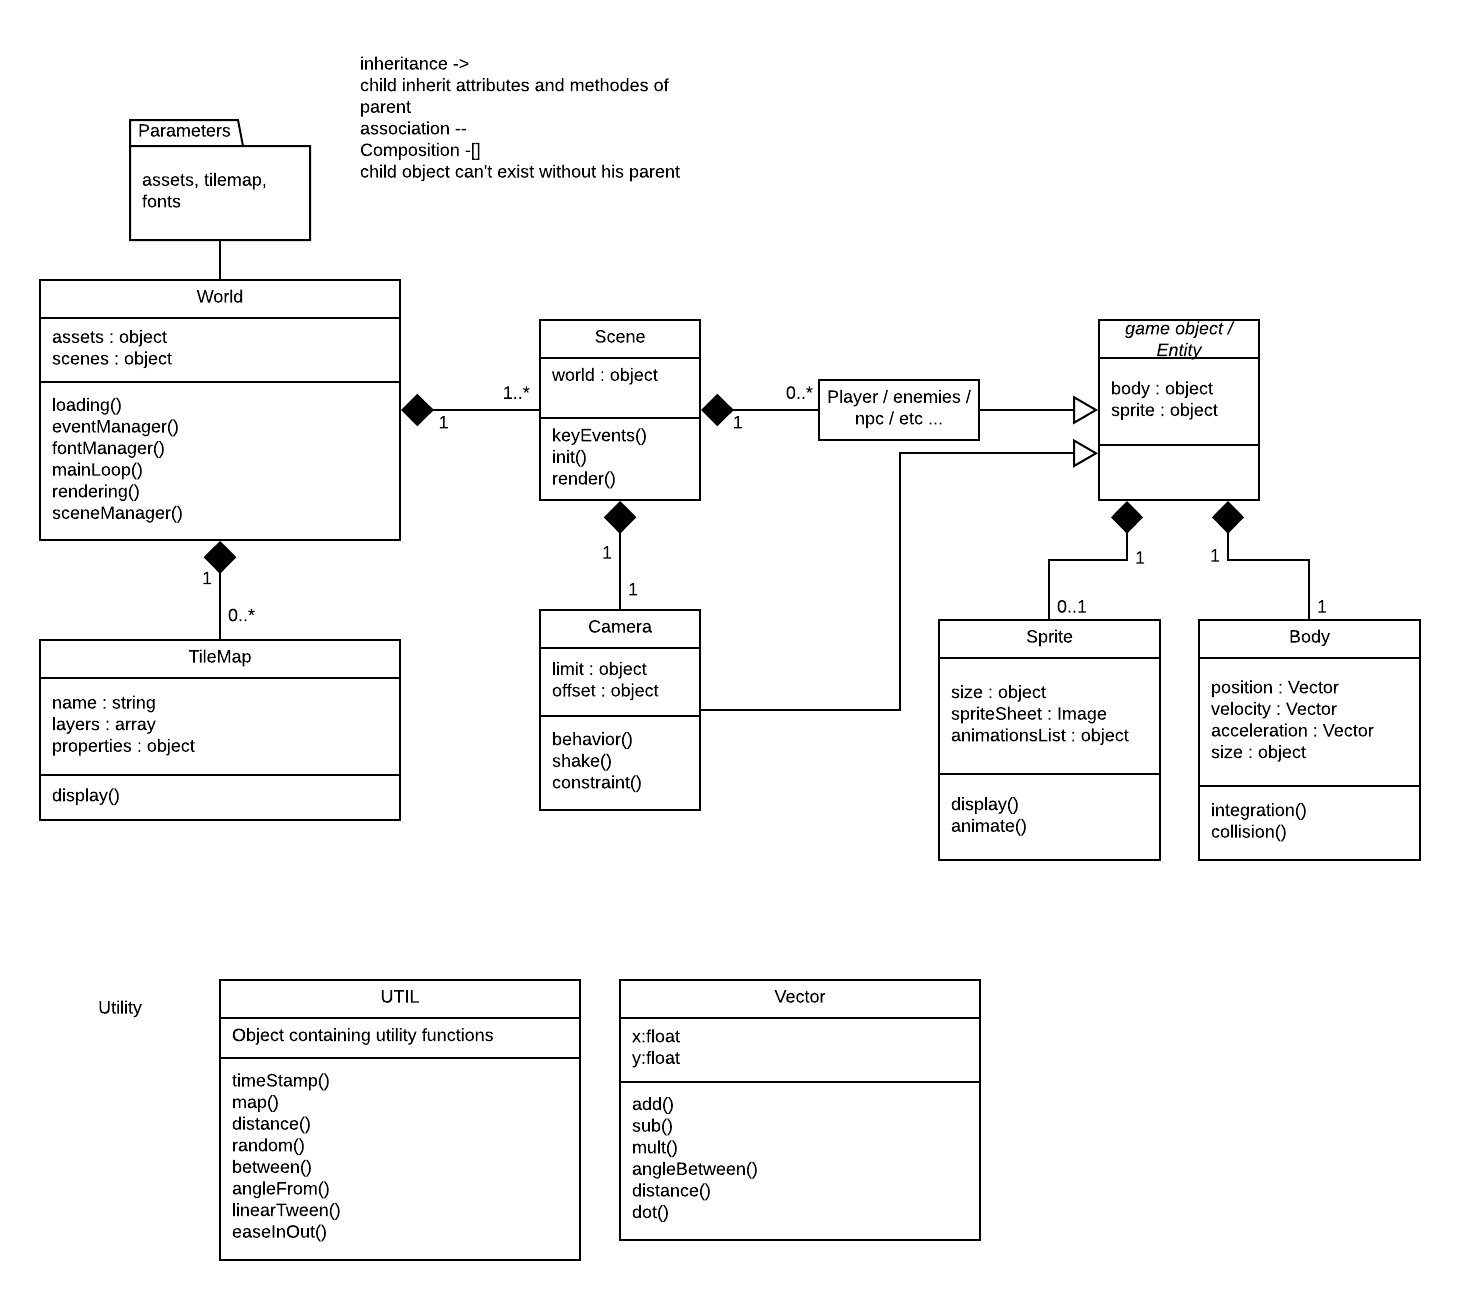 inheritance ->
child inherit attributes and methodes of
parent
association --
Composition -[]
child object can't exist without his parent
Parameters
assets, tilemap,
fonts
World
assets : object
scenes : object
loading()
eventManager()
fontManager()
mainLoop()
rendering()
sceneManager()
1
1..*
1
0..*
TileMap
name : string
layers : array
properties : object
display()
Scene
world : object
keyEvents()
init()
render()
1
0..*
1
1
Camera
limit : object
offset : object
behavior()
shake()
constraint()
Player / enemies /
npc / etc ...
game object /
Entity
body : object
sprite : object
1
0..1
1
1
Sprite
size : object
spriteSheet : Image
animationsList : object
display()
animate()
Body
position : Vector
velocity : Vector
acceleration : Vector
size : object
integration()
collision()
Utility
UTIL
Object containing utility functions
timeStamp()
map()
distance()
random()
between()
angleFrom()
linearTween()
easeInOut()
Vector
x:float
y:float
add()
sub()
mult()
angleBetween()
distance()
dot()